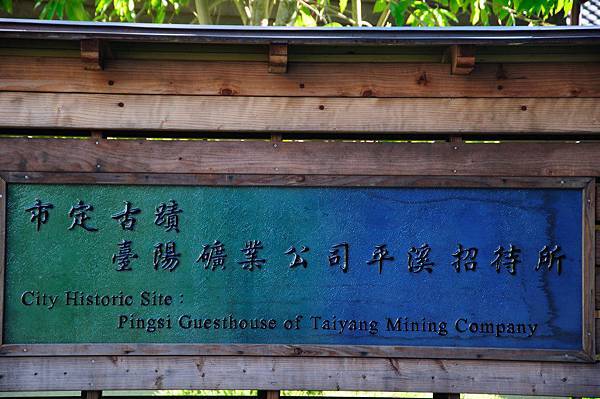 市定古蹟
臺陽礦業公司平溪招待所
City Historic Site：
Pingsi Guesthouse of Taiyang Mining Company